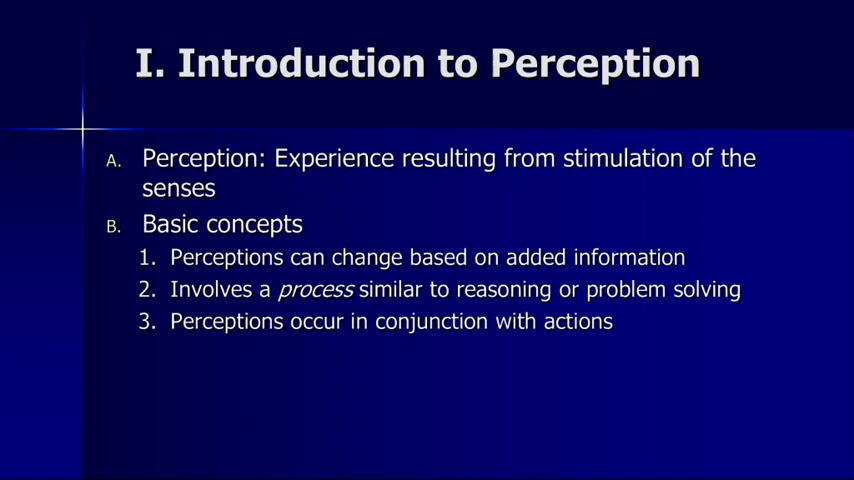 I. Introduction to Perception
A. Perception: Experience resulting from stimulation of the
senses
B. Basic concepts
1. Perceptions can change based on added information
2. Involves a process similar to reasoning or problem solving
3. Perceptions occur in conjunction with actions